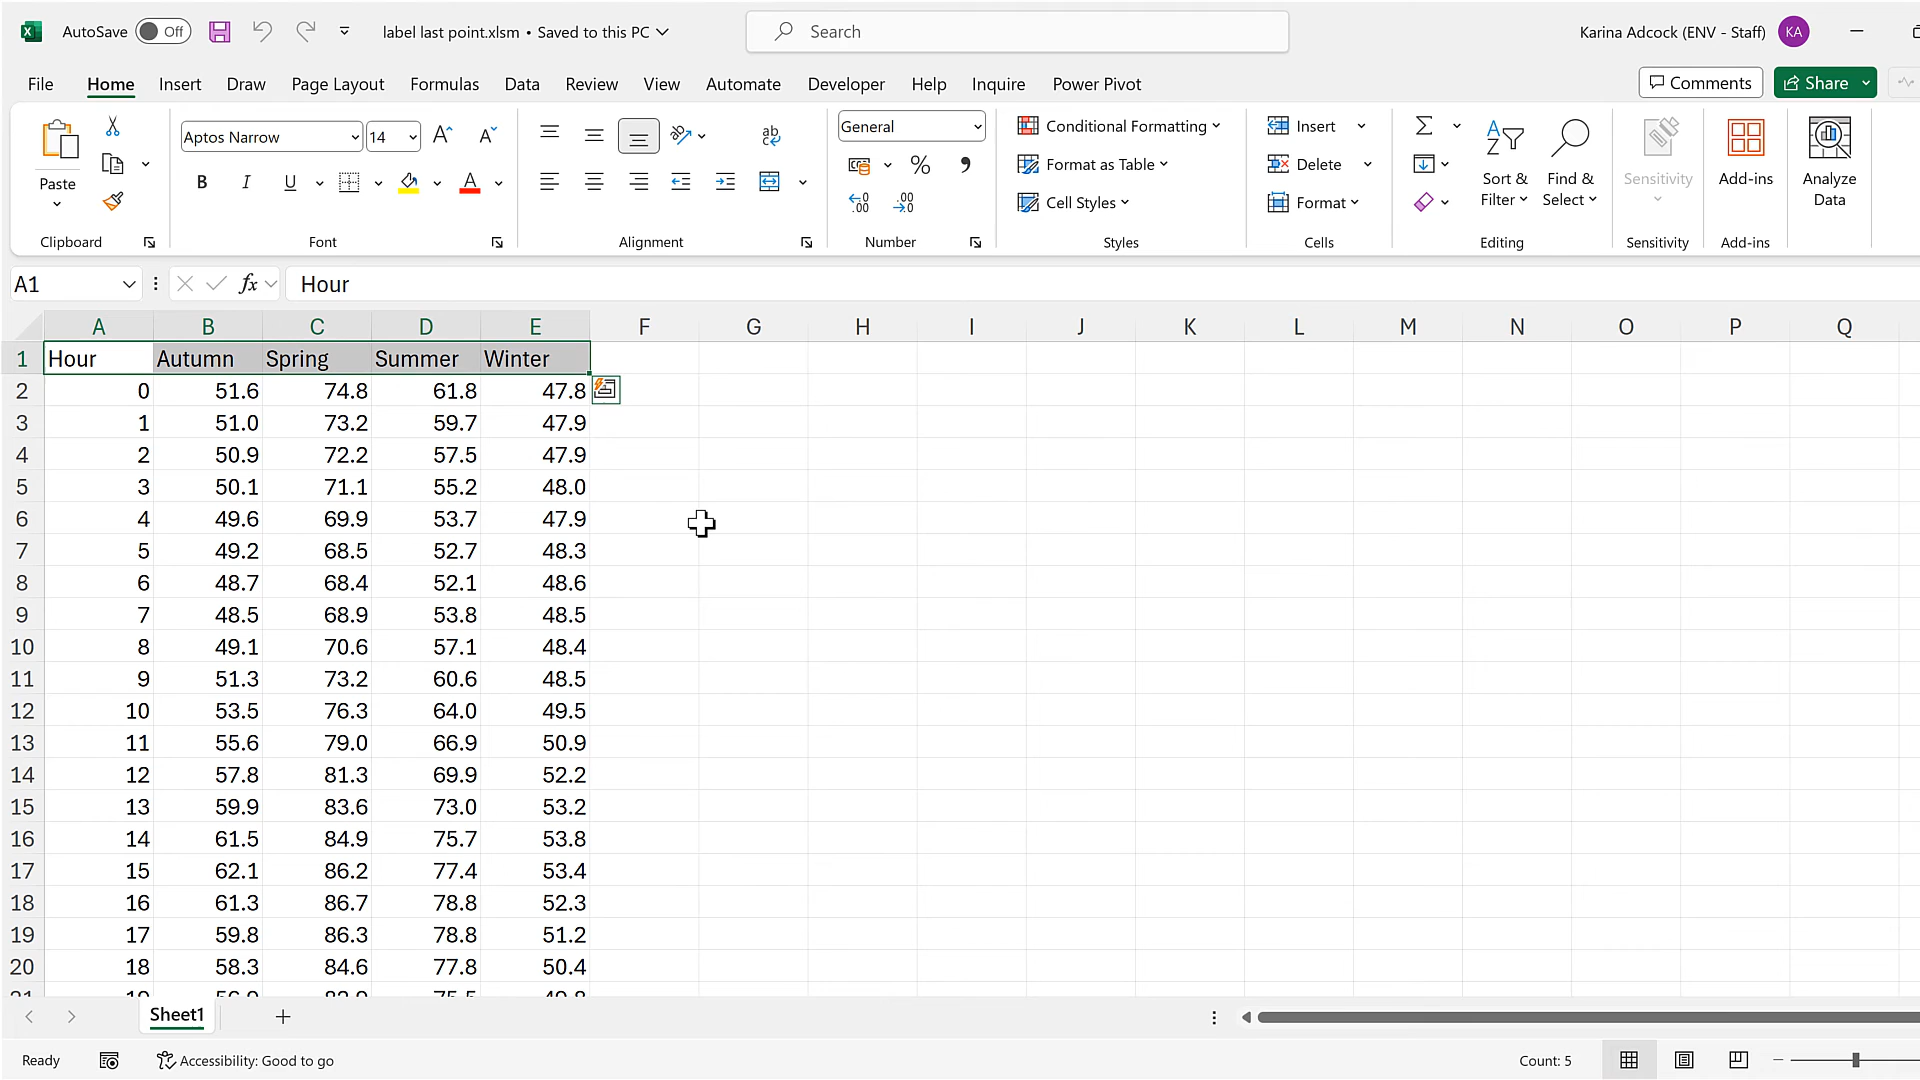 AutoSave Off label last point.xlsm • Saved to this PC Search Karina Adcock (ENV - Staff) KA
File Home Insert Draw Page Layout Formulas Data Review View Automate Developer Help Inquire Power Pivot Comments Share
Paste
Clipboard
Aptos Narrow 14
B I U A
Font
ab
Alignment
General
% ,
.00 .00
Number
Conditional Formatting
Format as Table
Cell Styles
Styles
Insert
Delete
Format
Cells
Sort & Filter
Find & Select
Editing
Sensitivity
Sensitivity
Add-ins
Add-ins
Analyze Data
A1 fx Hour
A B C D E F G H I J K L M N O P Q
1 Hour Autumn Spring Summer Winter
2 0 51.6 74.8 61.8 47.8
3 1 51.0 73.2 59.7 47.9
4 2 50.9 72.2 57.5 47.9
5 3 50.1 71.1 55.2 48.0
6 4 49.6 69.9 53.7 47.9
7 5 49.2 68.5 52.7 48.3
8 6 48.7 68.4 52.1 48.6
9 7 48.5 68.9 53.8 48.5
10 8 49.1 70.6 57.1 48.4
11 9 51.3 73.2 60.6 48.5
12 10 53.5 76.3 64.0 49.5
13 11 55.6 79.0 66.9 50.9
14 12 57.8 81.3 69.9 52.2
15 13 59.9 83.6 73.0 53.2
16 14 61.5 84.9 75.7 53.8
17 15 62.1 86.2 77.4 53.4
18 16 61.3 86.7 78.8 52.3
19 17 59.8 86.3 78.8 51.2
20 18 58.3 84.6 77.8 50.4
Sheet1
Ready Accessibility: Good to go Count: 5